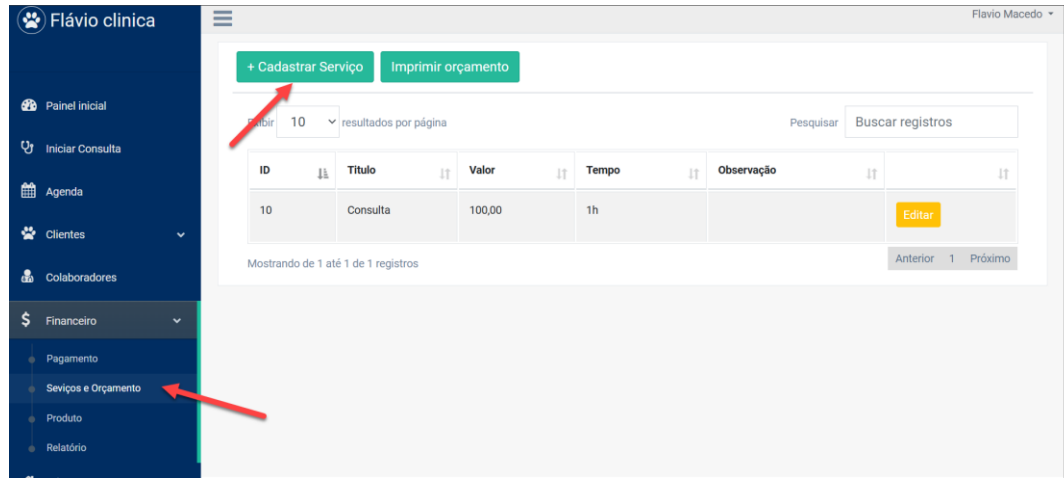 Flávio clinica
Flavio Macedo
+ Cadastrar Serviço Imprimir orçamento
Painel inicial
Iniciar Consulta
Agenda
Clientes
Colaboradores
Financeiro
Pagamento
Seviços e Orçamento
Produto
Relatório
10 resultados por página
Pesquisar Buscar registros
ID Titulo Valor Tempo Observação
10 Consulta 100,00 1h Editar
Mostrando de 1 até 1 de 1 registros
Anterior 1 Próximo